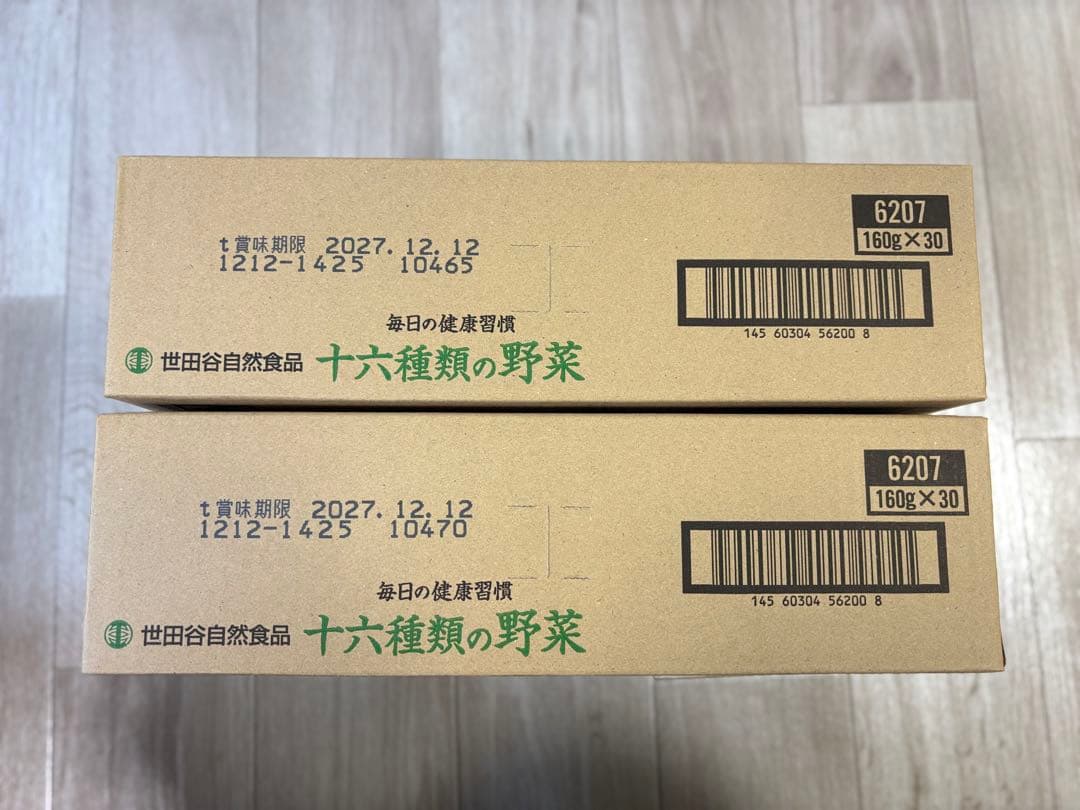 6207
160g×30
t賞味期限 2027.12.12
1212-1425 10465
145 60304 56200 8
毎日の健康習慣
世田谷自然食品 十六種類の野菜
6207
160g×30
t賞味期限 2027.12.12
1212-1425 10470
145 60304 56200 8
毎日の健康習慣
世田谷自然食品 十六種類の野菜